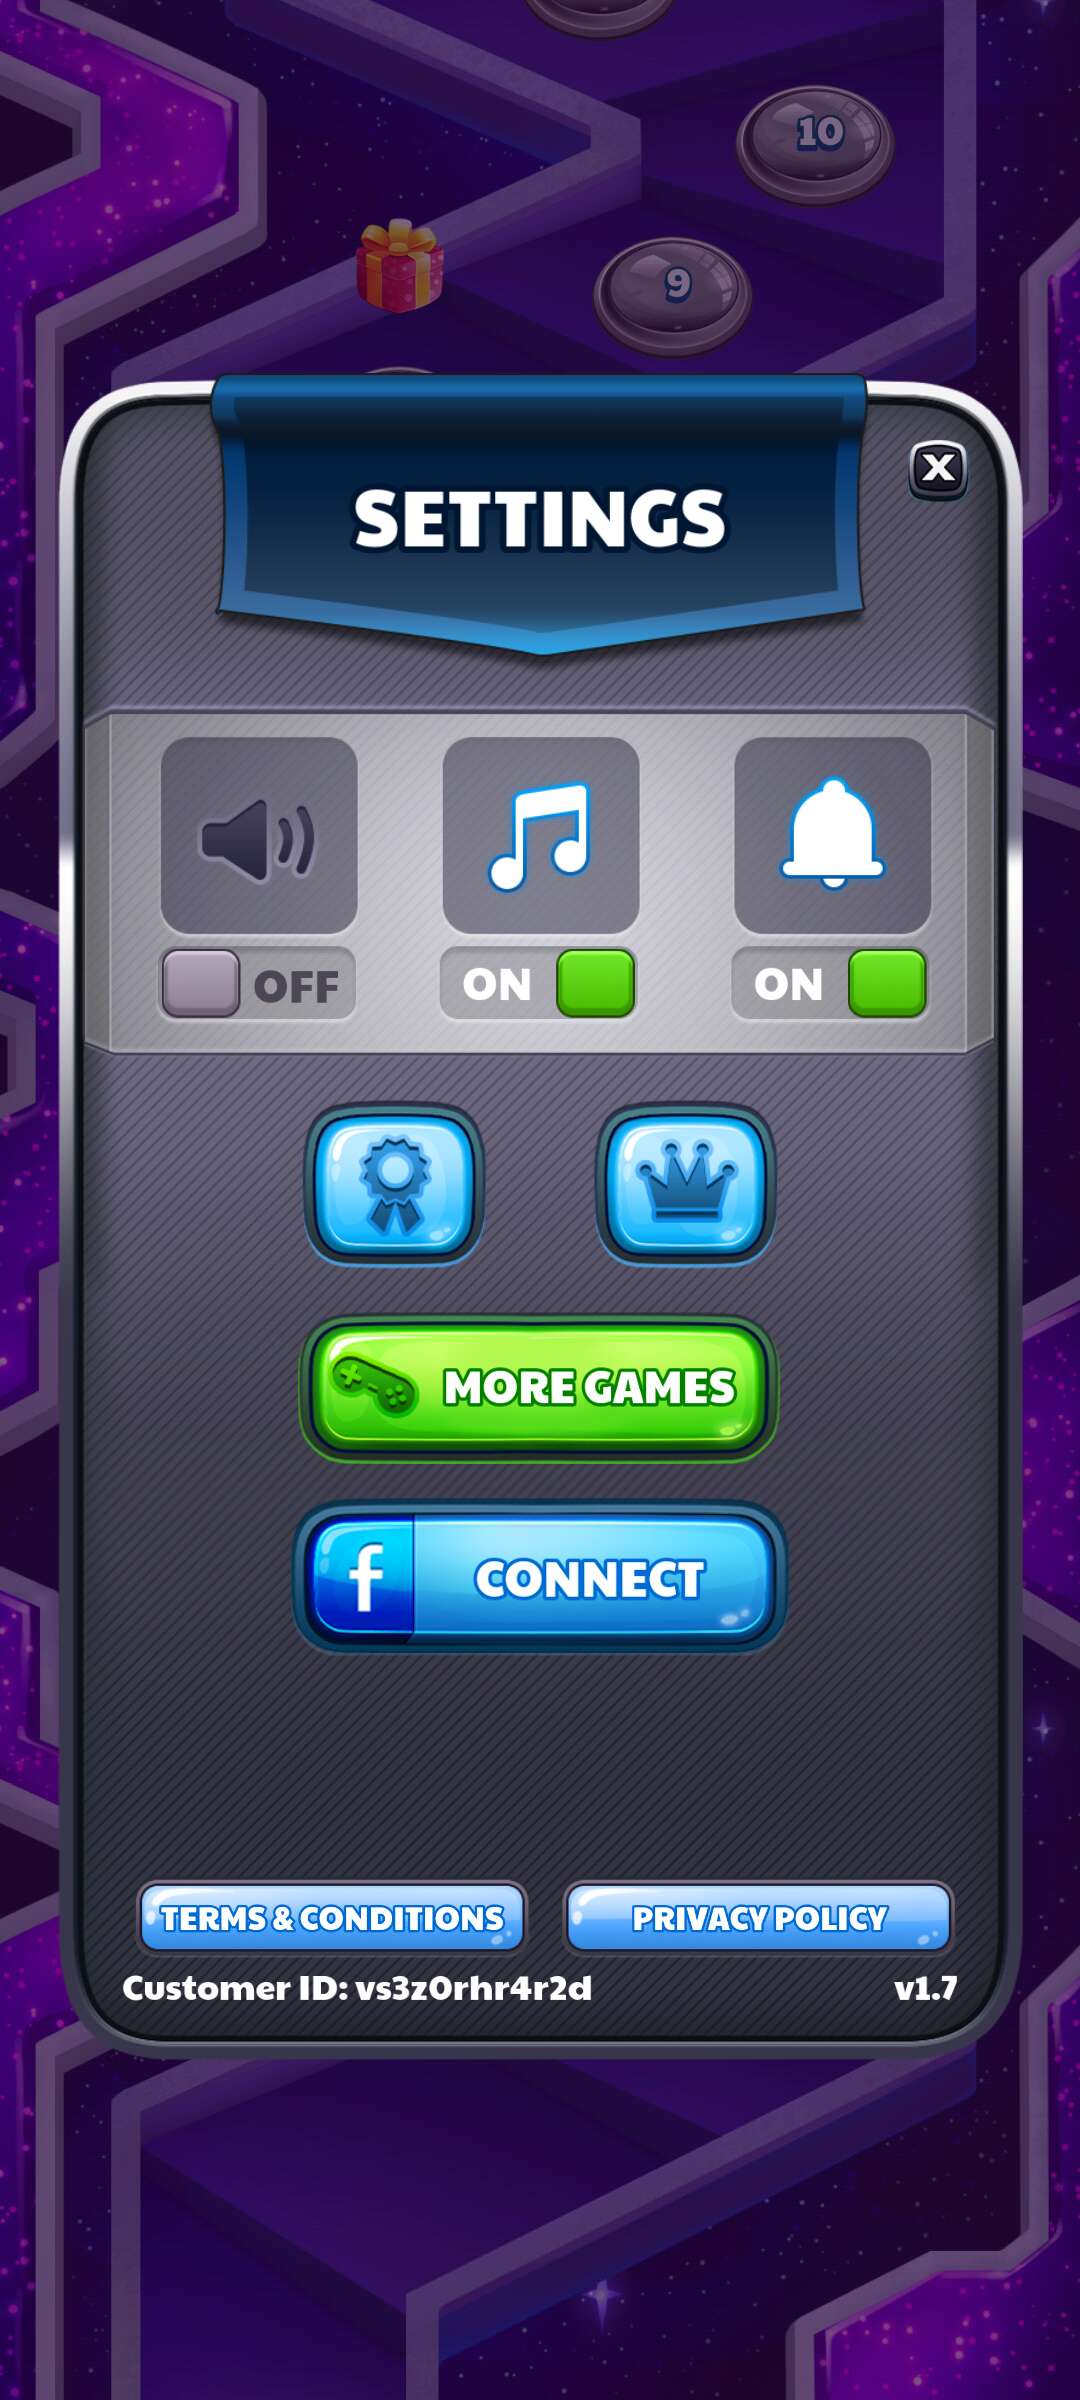 10
9
SETTINGS
X
OFF
ON
ON
MORE GAMES
f
CONNECT
TERMS & CONDITIONS
PRIVACY POLICY
Customer ID: vs3z0rhr4r2d
v1.7